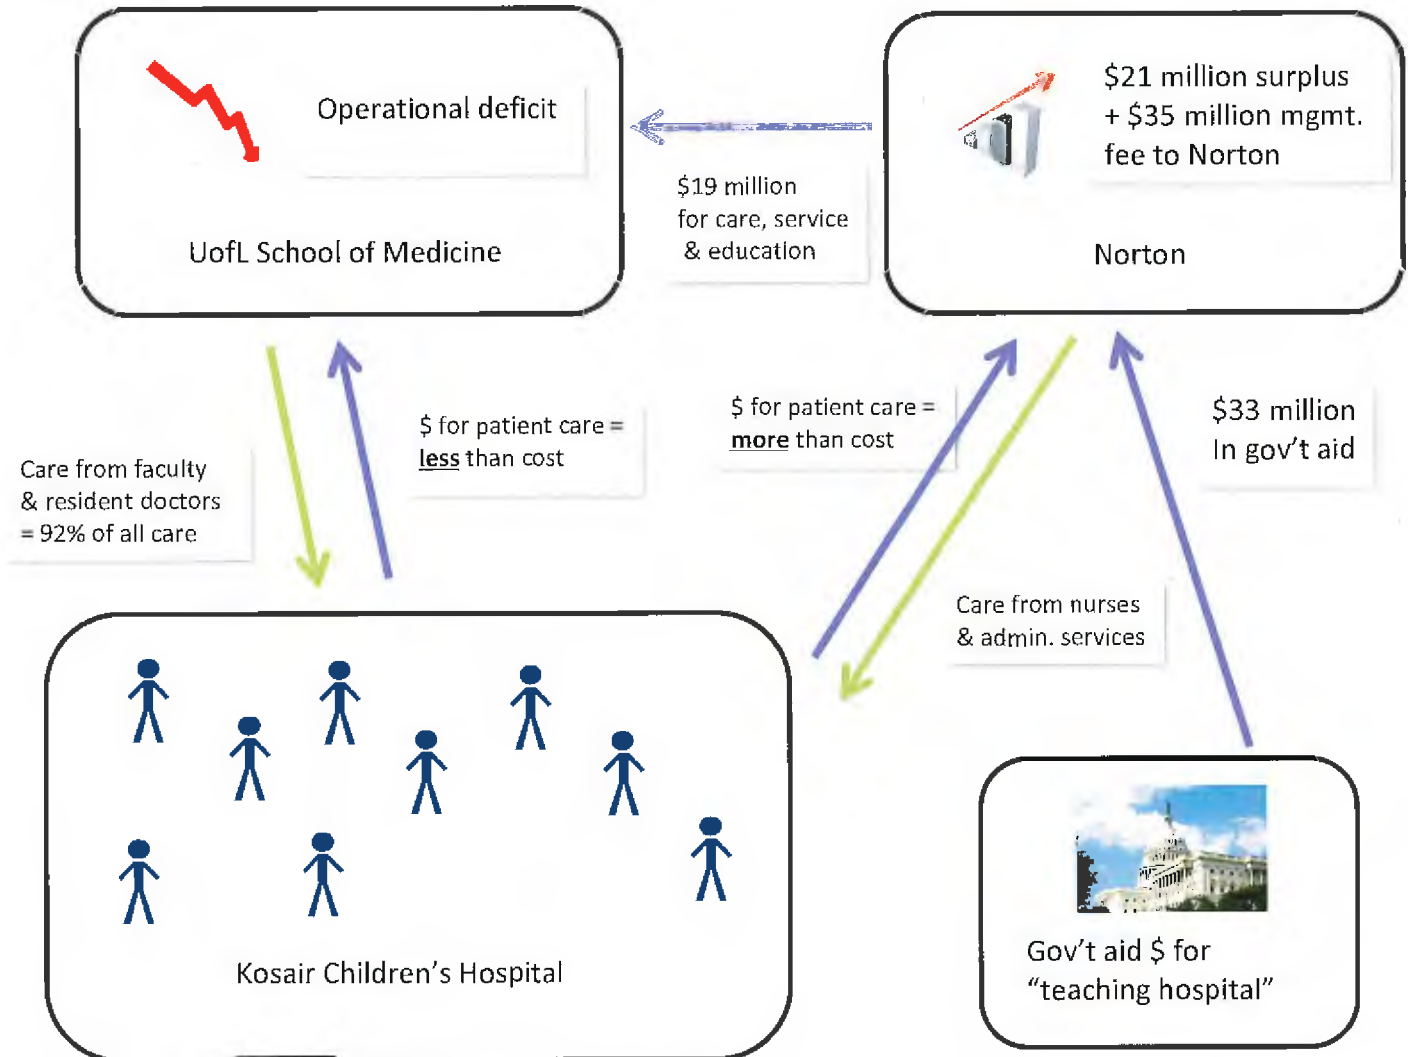 Operational deficit
UofL School of Medicine
$19 million
for care, service
& education
$21 million surplus
+ $35 million mgmt.
fee to Norton
Norton
Care from faculty
& resident doctors
= 92% of all care
$ for patient care =
less than cost
$ for patient care =
more than cost
$33 million
In gov't aid
Care from nurses
& admin. services
Kosair Children's Hospital
Gov't aid $ for
"teaching hospital"